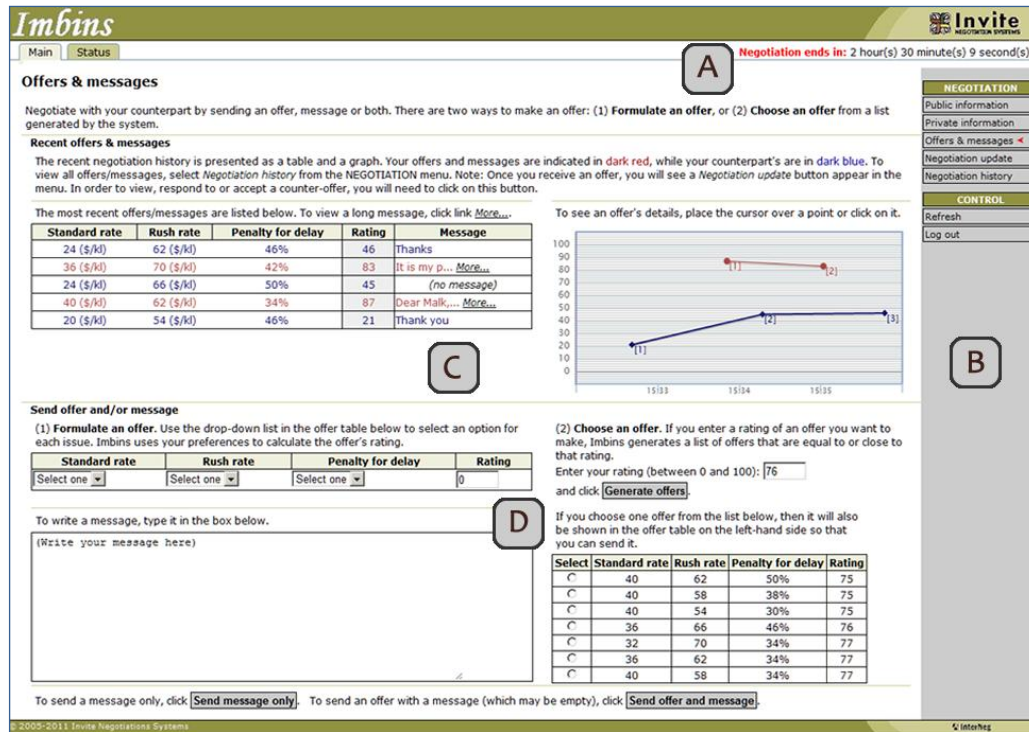 Imbins
Invite
NEGOTIATION SYSTEMS
Main Status
A
Negotiation ends in: 2 hour(s) 30 minute(s) 9 second(s)
Offers & messages
Negotiate with your counterpart by sending an offer, message or both. There are two ways to make an offer: (1) Formulate an offer, or (2) Choose an offer from a list
generated by the system.
Recent offers & messages
The recent negotiation history is presented as a table and a graph. Your offers and messages are indicated in dark red, while your counterpart's are in dark blue. To
view all offers/messages, select Negotiation history from the NEGOTIATION menu. Note: Once you receive an offer, you will see a Negotiation update button appear in the
menu. In order to view, respond to or accept a counter-offer, you will need to click on this button.
The most recent offers/messages are listed below. To view a long message, click link More....
Standard rate Rush rate Penalty for delay Rating Message
24 ($/kl) 62 ($/kl) 46% 46 Thanks
36 ($/kl) 70 ($/kl) 42% 83 It is my p... More...
24 ($/kl) 66 ($/kl) 50% 45 (no message)
40 ($/kl) 62 ($/kl) 34% 87 Dear Malk,... More...
20 ($/kl) 54 ($/kl) 46% 21 Thank you
C
To see an offer's details, place the cursor over a point or click on it.
100
90
80
70
60
50
40
30
20
10
0
[1] [2]
[1] [2] [3]
15:33 15:34 15:35
NEGOTIATION
Public information
Private information
Offers & messages
Negotiation update
Negotiation history
CONTROL
Refresh
Log out
B
Send offer and/or message
(1) Formulate an offer. Use the drop-down list in the offer table below to select an option for
each issue. Imbins uses your preferences to calculate the offer's rating.
Standard rate Rush rate Penalty for delay Rating
Select one Select one Select one 0
To write a message, type it in the box below.
(Write your message here)
D
(2) Choose an offer. If you enter a rating of an offer you want to
make, Imbins generates a list of offers that are equal to or close to
that rating.
Enter your rating (between 0 and 100): 76
and click Generate offers.
If you choose one offer from the list below, then it will also
be shown in the offer table on the left-hand side so that
you can send it.
Select Standard rate Rush rate Penalty for delay Rating
40 62 50% 75
40 58 38% 75
40 54 30% 75
36 66 46% 76
32 70 34% 77
36 62 34% 77
40 58 34% 77
To send a message only, click Send message only. To send an offer with a message (which may be empty), click Send offer and message.
© 2005-2011 Invite Negotiations Systems
InterNeg